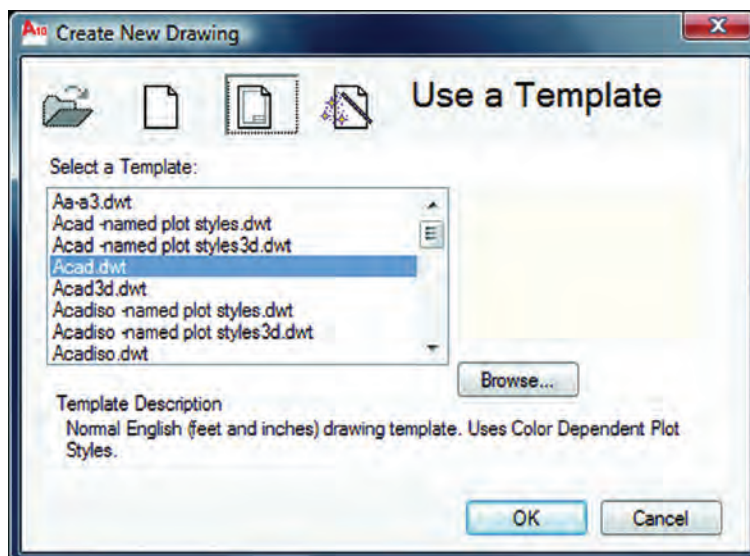 A10 Create New Drawing
Use a Template
Select a Template:
Aa-a3.dwt
Acad -named plot styles.dwt
Acad -named plot styles3d.dwt
Acad.dwt
Acad3d.dwt
Acadiso -named plot styles.dwt
Acadiso -named plot styles3d.dwt
Acadiso.dwt
Browse...
Template Description
Normal English (feet and inches) drawing template. Uses Color Dependent Plot
Styles.
OK Cancel